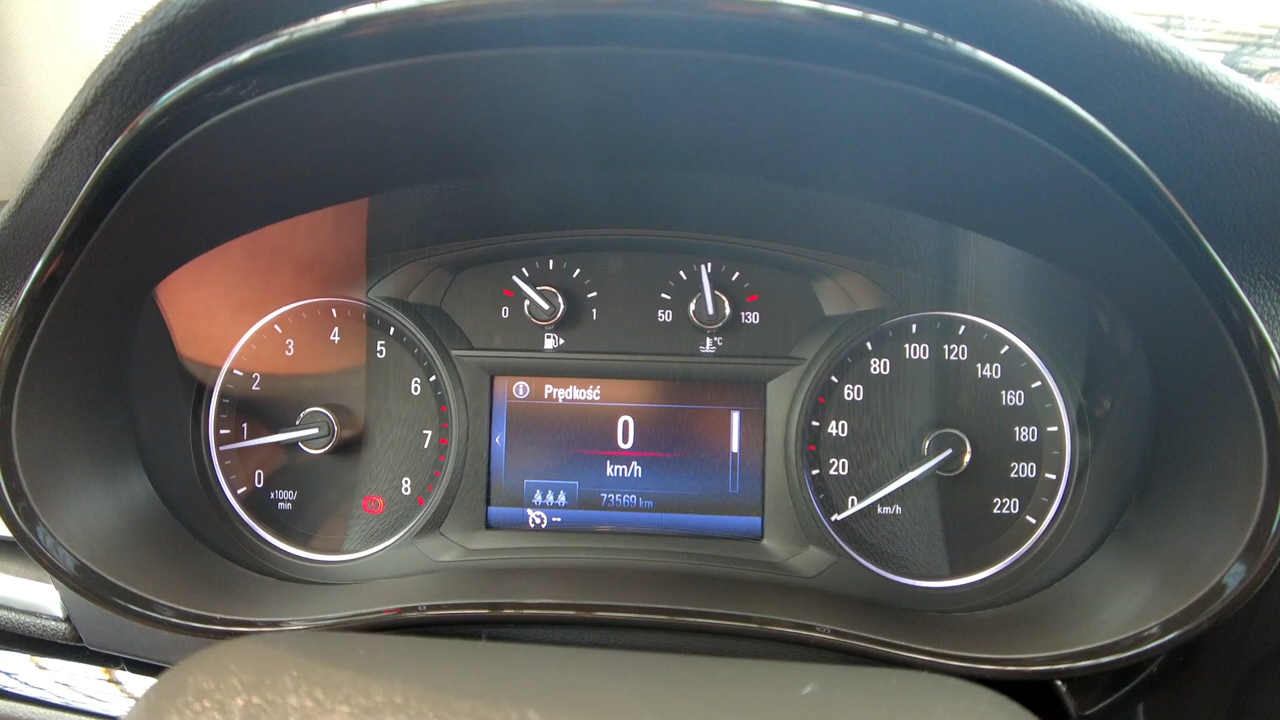 0 1
50 130
°C
0 1 2 3 4 5 6 7 8
x1000/
min
Prędkość
0
km/h
73569 km
--
0 20 40 60 80 100 120 140 160 180 200 220
km/h